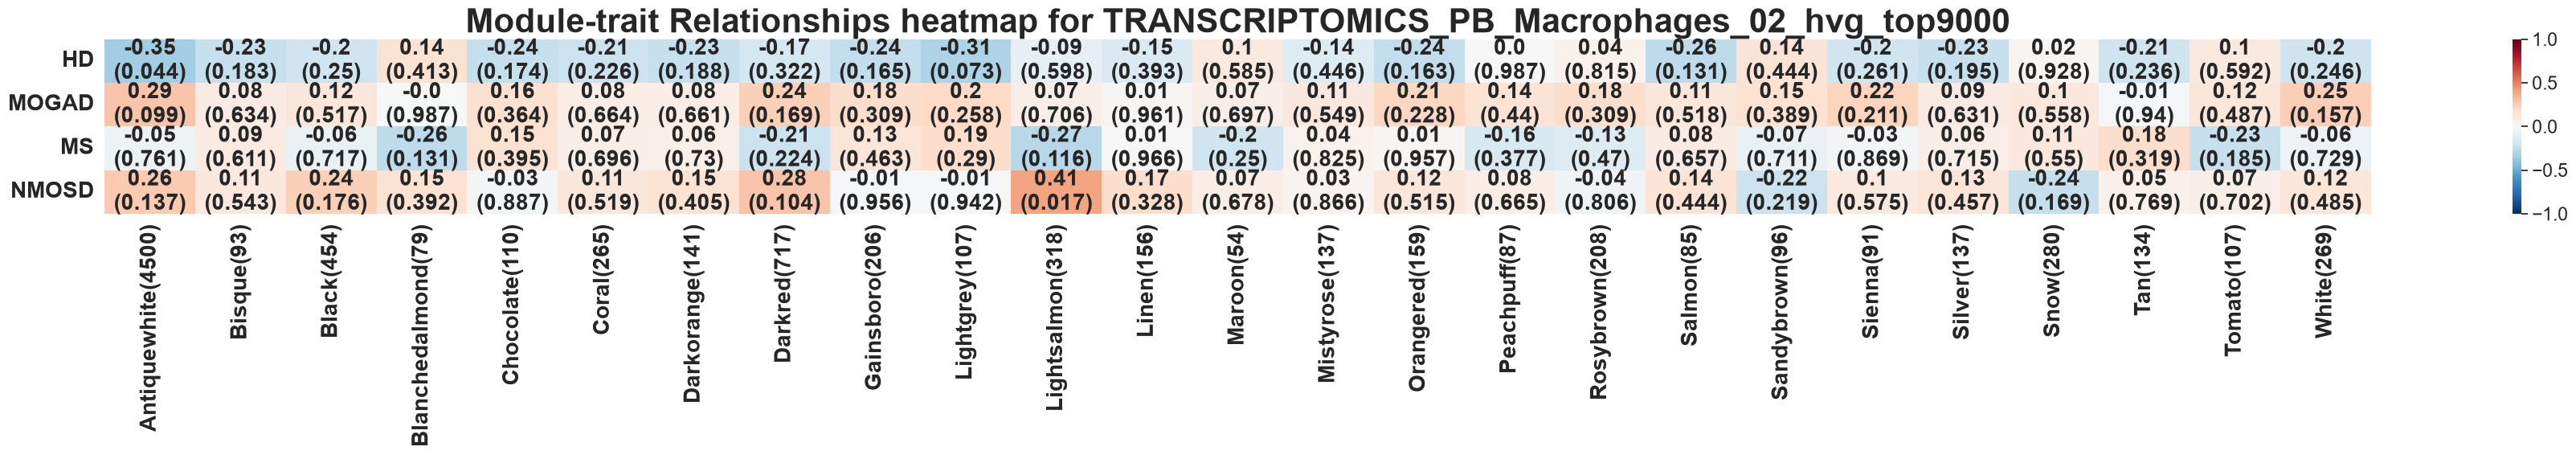 Module-trait Relationships heatmap for TRANSCRIPTOMICS_PB_Macrophages_02_hvg_top9000
HD -0.35 -0.23 -0.2 0.14 -0.24 -0.21 -0.23 -0.17 -0.24 -0.31 -0.09 -0.15 0.1 -0.14 -0.24 0.0 0.04 -0.26 0.14 -0.2 -0.23 0.02 -0.21 0.1 -0.2
(0.044) (0.183) (0.25) (0.413) (0.174) (0.226) (0.188) (0.322) (0.165) (0.073) (0.598) (0.393) (0.585) (0.446) (0.163) (0.987) (0.815) (0.131) (0.444) (0.261) (0.195) (0.928) (0.236) (0.592) (0.246)
MOGAD 0.29 0.08 0.12 -0.0 0.16 0.08 0.08 0.24 0.18 0.2 0.07 0.01 0.07 0.11 0.21 0.14 0.18 0.11 0.15 0.22 0.09 0.1 -0.01 0.12 0.25
(0.099) (0.634) (0.517) (0.987) (0.364) (0.664) (0.661) (0.169) (0.309) (0.258) (0.706) (0.961) (0.697) (0.549) (0.228) (0.44) (0.309) (0.518) (0.389) (0.211) (0.631) (0.558) (0.94) (0.487) (0.157)
MS -0.05 0.09 -0.06 -0.26 0.15 0.07 0.06 -0.21 0.13 0.19 -0.27 0.01 -0.2 0.04 0.01 -0.16 -0.13 0.08 -0.07 -0.03 0.06 0.11 0.18 -0.23 -0.06
(0.761) (0.611) (0.717) (0.131) (0.395) (0.696) (0.73) (0.224) (0.463) (0.29) (0.116) (0.966) (0.25) (0.825) (0.957) (0.377) (0.47) (0.657) (0.711) (0.869) (0.715) (0.55) (0.319) (0.185) (0.729)
NMOSD 0.26 0.11 0.24 0.15 -0.03 0.11 0.15 0.28 -0.01 -0.01 0.41 0.17 0.07 0.03 0.12 0.08 -0.04 0.14 -0.22 0.1 0.13 -0.24 0.05 0.07 0.12
(0.137) (0.543) (0.176) (0.392) (0.887) (0.519) (0.405) (0.104) (0.956) (0.942) (0.017) (0.328) (0.678) (0.866) (0.515) (0.665) (0.806) (0.444) (0.219) (0.575) (0.457) (0.169) (0.769) (0.702) (0.485)
Antiquewhite(4500)
Bisque(93)
Black(454)
Blanchedalmond(79)
Chocolate(110)
Coral(265)
Darkorange(141)
Darkred(717)
Gainsboro(206)
Lightgrey(107)
Lightsalmon(318)
Linen(156)
Maroon(54)
Mistyrose(137)
Orangered(159)
Peachpuff(87)
Rosybrown(208)
Salmon(85)
Sandybrown(96)
Sienna(91)
Silver(137)
Snow(280)
Tan(134)
Tomato(107)
White(269)
1.0
0.5
0.0
−0.5
−1.0